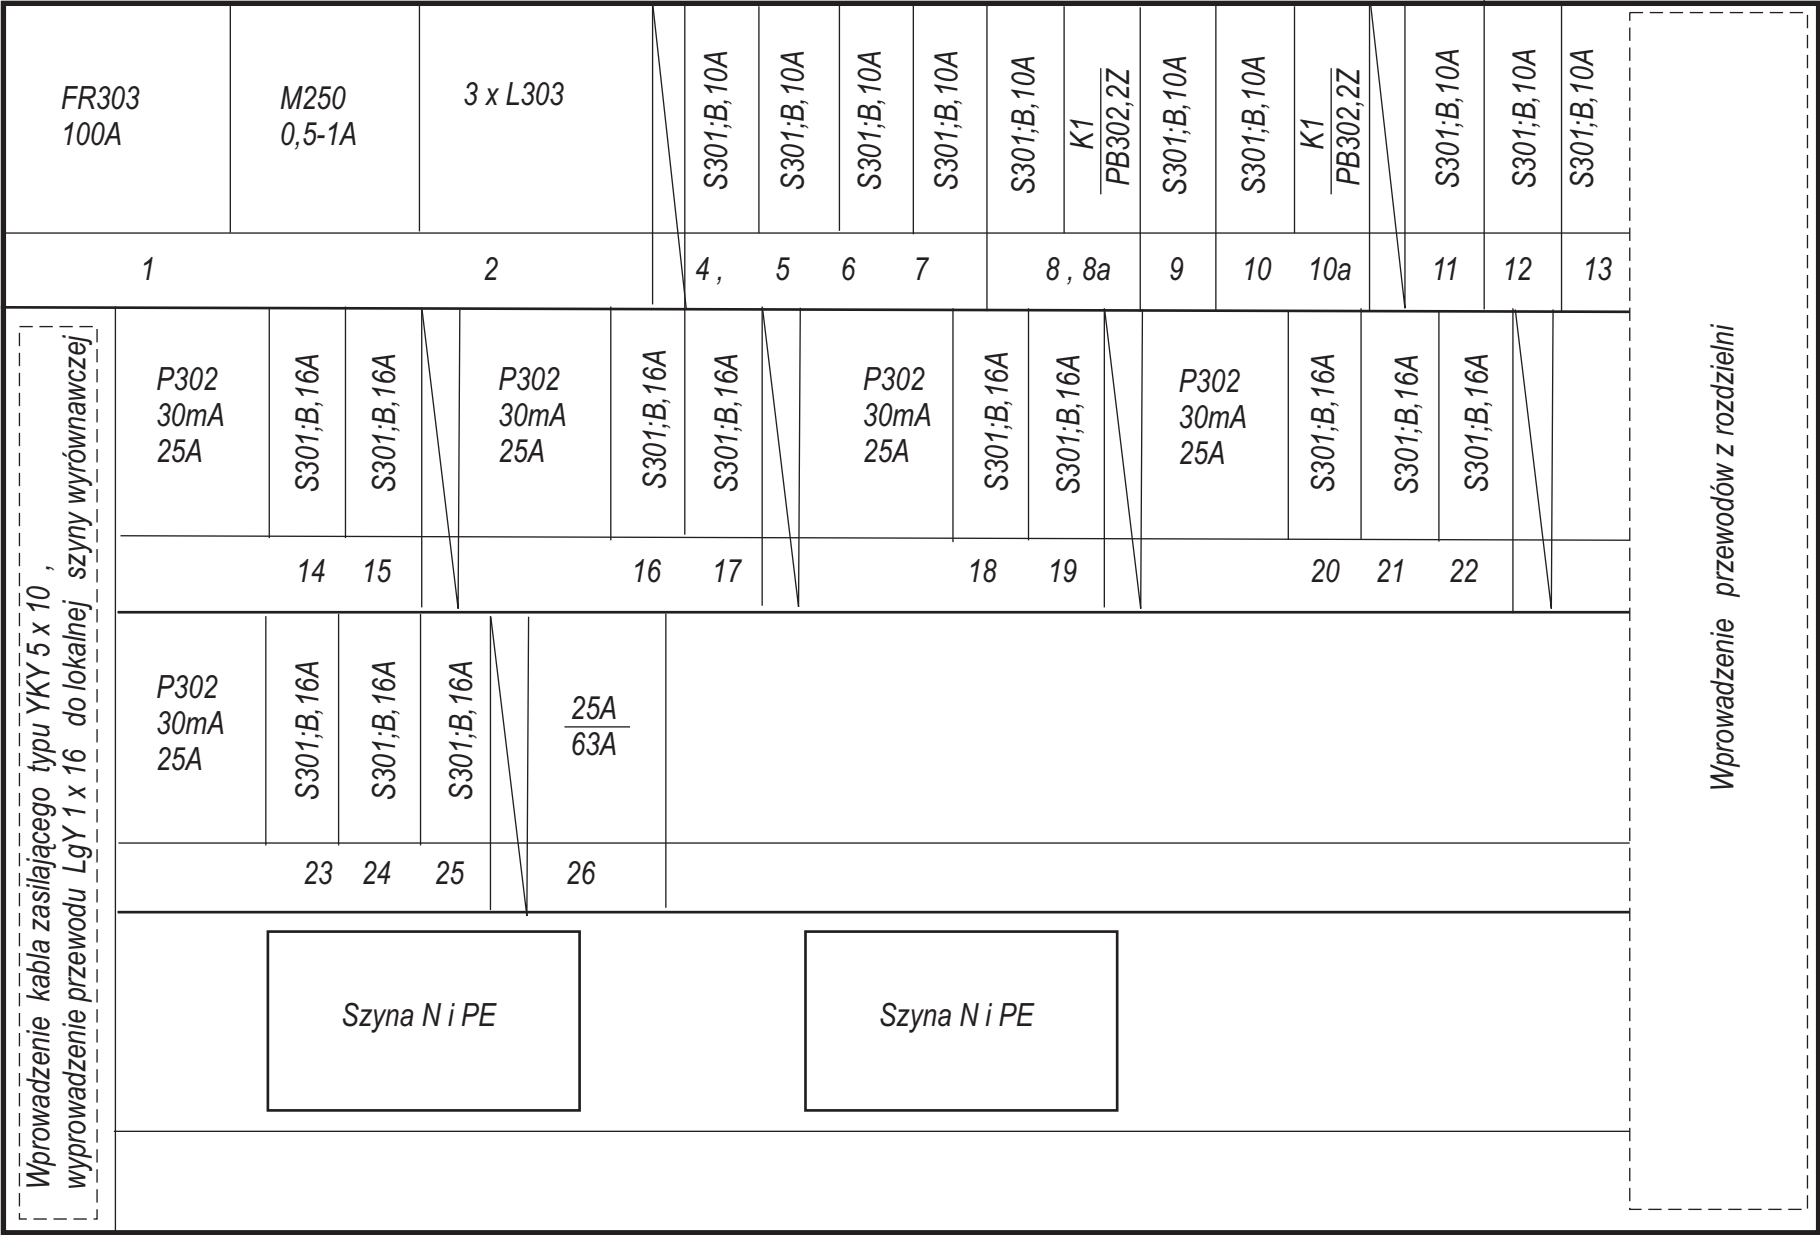 FR303
100A
M250
0,5-1A
3 x L303
S301;B,10A
S301;B,10A
S301;B,10A
S301;B,10A
S301;B,10A
K1
PB302,2Z
S301;B,10A
S301;B,10A
K1
PB302,2Z
S301;B,10A
S301;B,10A
S301;B,10A
1
2
4 ,
5
6
7
8 , 8a
9
10
10a
11
12
13
P302
30mA
25A
S301;B,16A
S301;B,16A
P302
30mA
25A
S301;B,16A
S301;B,16A
P302
30mA
25A
S301;B,16A
S301;B,16A
P302
30mA
25A
S301;B,16A
S301;B,16A
S301;B,16A
14
15
16
17
18
19
20
21
22
P302
30mA
25A
S301;B,16A
S301;B,16A
S301;B,16A
25A
63A
23
24
25
26
Szyna N i PE
Szyna N i PE
Wprowadzenie kabla zasilającego typu YKY 5 x 10 ,
wyprowadzenie przewodu LgY 1 x 16 do lokalnej szyny wyrównawczej
Wprowadzenie przewodów z rozdzielni